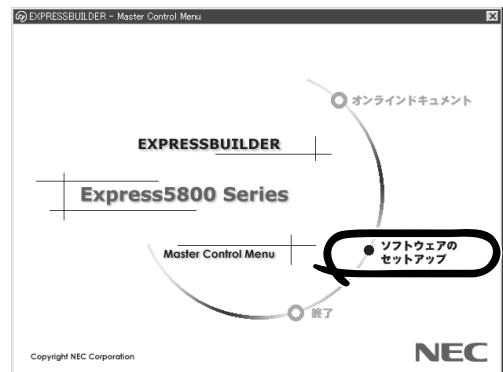 EXPRESSBUILDER - Master Control Menu
オンラインドキュメント
EXPRESSBUILDER
Express5800 Series
ソフトウェアの
セットアップ
Master Control Menu
終了
Copyright NEC Corporation
NEC